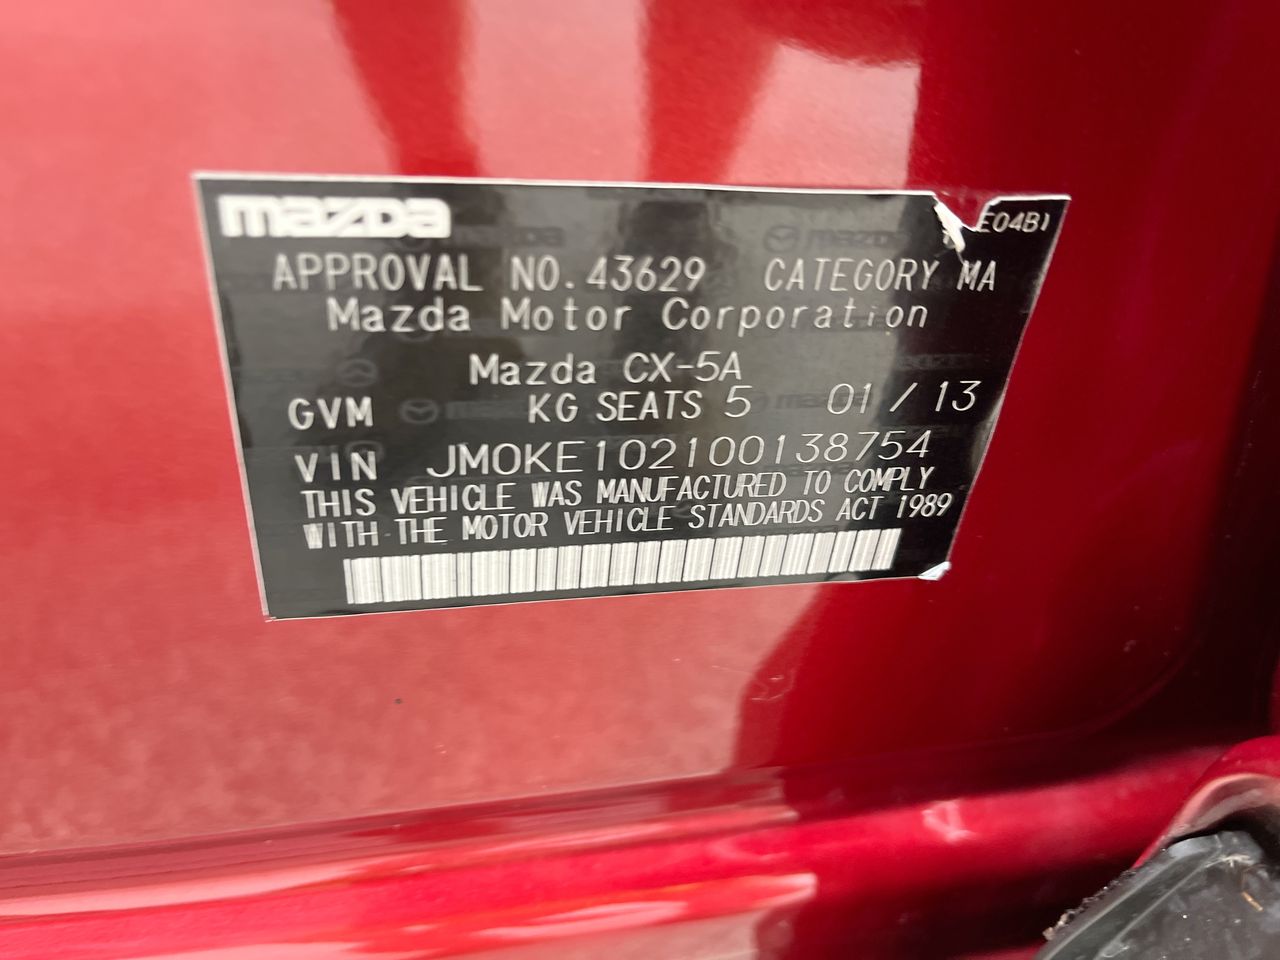 mazda
E04B1
APPROVAL NO.43629 CATEGORY MA
Mazda Motor Corporation
Mazda CX-5A
GVM KG SEATS 5 01/13
VIN JM0KE102100138754
THIS VEHICLE WAS MANUFACTURED TO COMPLY
WITH THE MOTOR VEHICLE STANDARDS ACT 1989